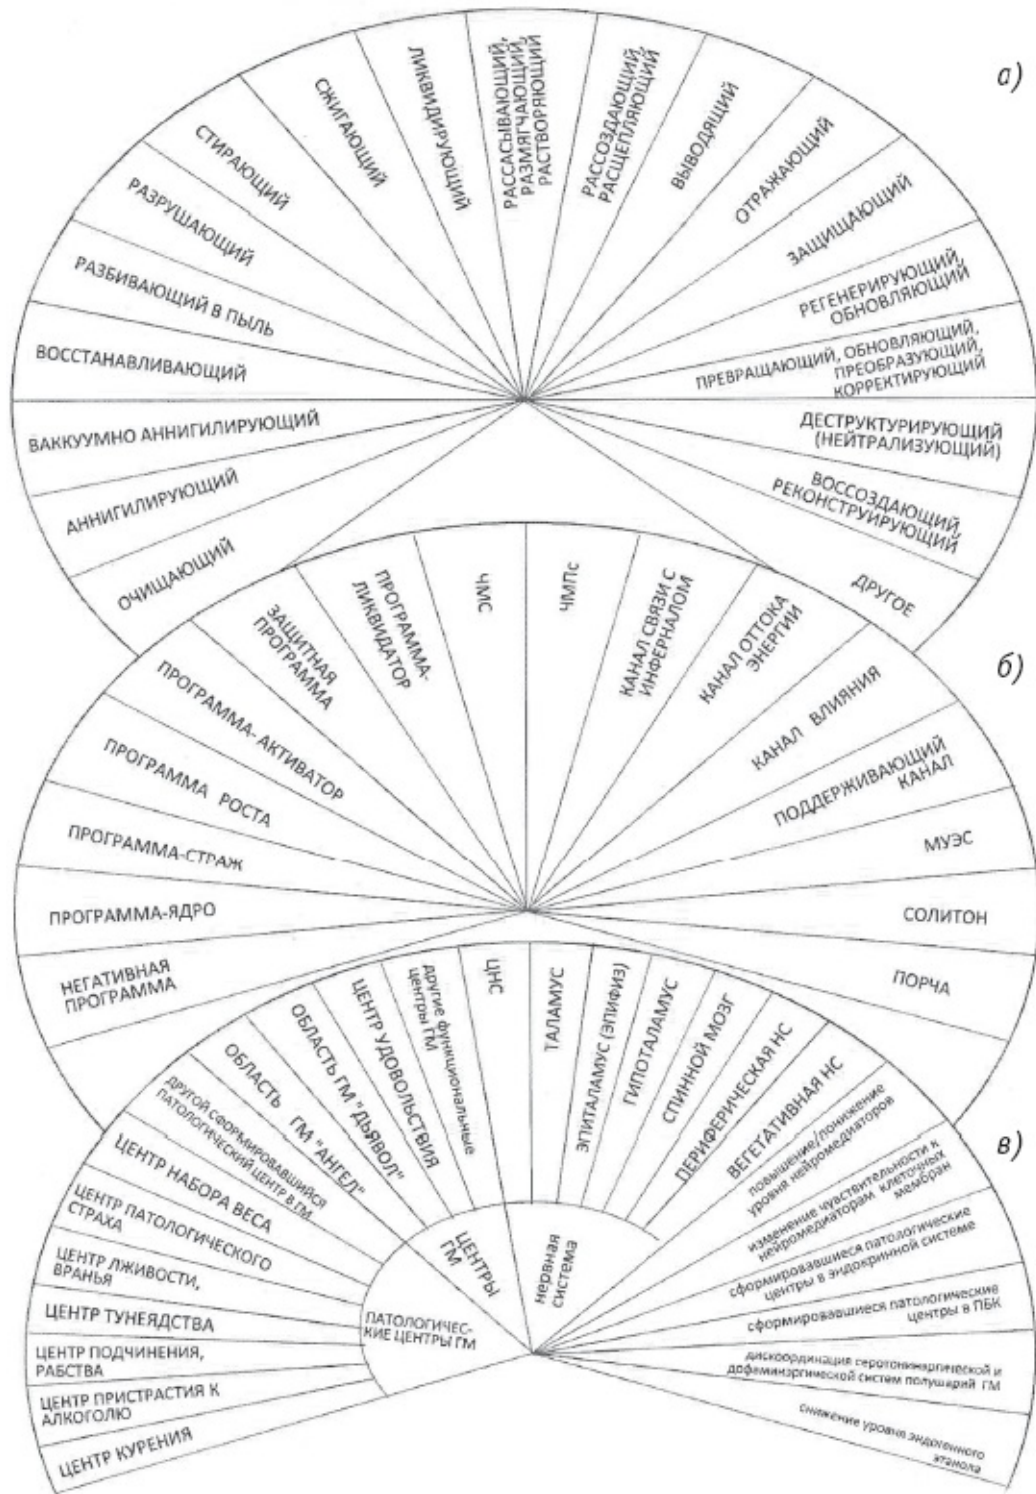 а)
ОЧИЩАЮЩИЙ
АННИГИЛИРУЮЩИЙ
ВАККУУМНО АННИГИЛИРУЮЩИЙ
ВОССТАНАВЛИВАЮЩИЙ
РАЗБИВАЮЩИЙ В ПЫЛЬ
РАЗРУШАЮЩИЙ
СТИРАЮЩИЙ
СЖИГАЮЩИЙ
ЛИКВИДИРУЮЩИЙ
РАССАСЫВАЮЩИЙ,
РАЗМЯГЧАЮЩИЙ,
РАСТВОРЯЮЩИЙ
РАССОЗДАЮЩИЙ,
РАСЩЕПЛЯЮЩИЙ
ВЫВОДЯЩИЙ
ОТРАЖАЮЩИЙ
ЗАЩИЩАЮЩИЙ
РЕГЕНЕРИРУЮЩИЙ,
ОБНОВЛЯЮЩИЙ
ПРЕВРАЩАЮЩИЙ, ОБНОВЛЯЮЩИЙ,
ПРЕОБРАЗУЮЩИЙ,
КОРРЕКТИРУЮЩИЙ
ДЕСТРУКТУРИРУЮЩИЙ
(НЕЙТРАЛИЗУЮЩИЙ)
ВОССОЗДАЮЩИЙ,
РЕКОНСТРУИРУЮЩИЙ
ДРУГОЕ
б)
НЕГАТИВНАЯ
ПРОГРАММА
ПРОГРАММА-ЯДРО
ПРОГРАММА-СТРАЖ
ПРОГРАММА РОСТА
ПРОГРАММА- АКТИВАТОР
ЗАЩИТНАЯ
ПРОГРАММА
ПРОГРАММА-
ЛИКВИДАТОР
ЧМС
ЧМПс
КАНАЛ СВЯЗИ С
ИНФЕРНАЛОМ
КАНАЛ ОТТОКА
ЭНЕРГИИ
КАНАЛ ВЛИЯНИЯ
ПОДДЕРЖИВАЮЩИЙ
КАНАЛ
МУЭС
СОЛИТОН
ПОРЧА
в)
ЦЕНТР КУРЕНИЯ
ЦЕНТР ПРИСТРАСТИЯ К
АЛКОГОЛЮ
ЦЕНТР ПОДЧИНЕНИЯ,
РАБСТВА
ЦЕНТР ТУНЕЯДСТВА
ЦЕНТР ЛЖИВОСТИ,
ВРАНЬЯ
ЦЕНТР ПАТОЛОГИЧЕСКОГО
СТРАХА
ЦЕНТР НАБОРА ВЕСА
ДРУГОЙ СФОРМИРОВАВШИЙСЯ
ПАТОЛОГИЧЕСКИЙ ЦЕНТР В ГМ
ПАТОЛОГИЧЕС-
КИЕ ЦЕНТРЫ ГМ
ОБЛАСТЬ ГМ "АНГЕЛ"
ОБЛАСТЬ ГМ "ДЬЯВОЛ"
ЦЕНТР УДОВОЛЬСТВИЯ
другие функциональные
центры ГМ
ЦЕНТРЫ
ГМ
ЦНС
ТАЛАМУС
ЭПИТАЛАМУС (ЭПИФИЗ)
ГИПОТАЛАМУС
СПИННОЙ МОЗГ
ПЕРИФЕРИЧЕСКАЯ НС
ВЕГЕТАТИВНАЯ НС
нервная
система
повышение/понижение
уровня нейромедиаторов
изменение чувствительности к
нейромедиаторам клеточных
мембран
сформировавшиеся патологические
центры в эндокринной системе
сформировавшиеся патологические
центры в ПБК
дискоординация серотонинэргической и
дофаминэргической систем полушарий ГМ
снижение уровня эндогенного
этанола